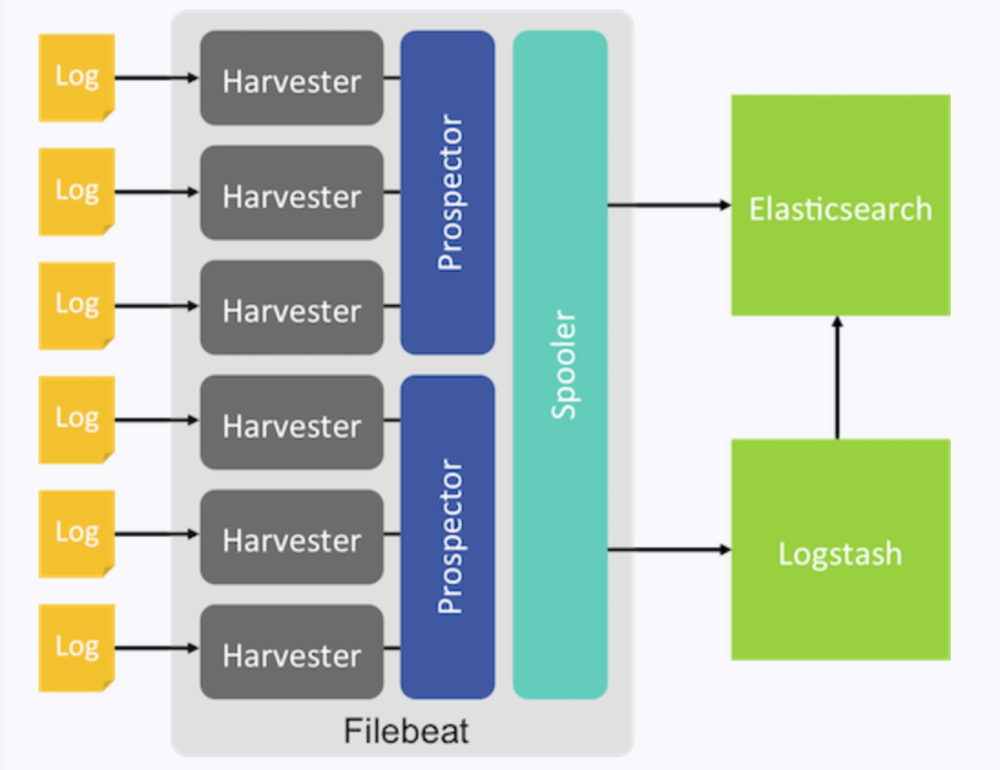 Log
Harvester
Log
Harvester
Log
Harvester
Log
Harvester
Log
Harvester
Log
Harvester
Prospector
Prospector
Spooler
Filebeat
Elasticsearch
Logstash